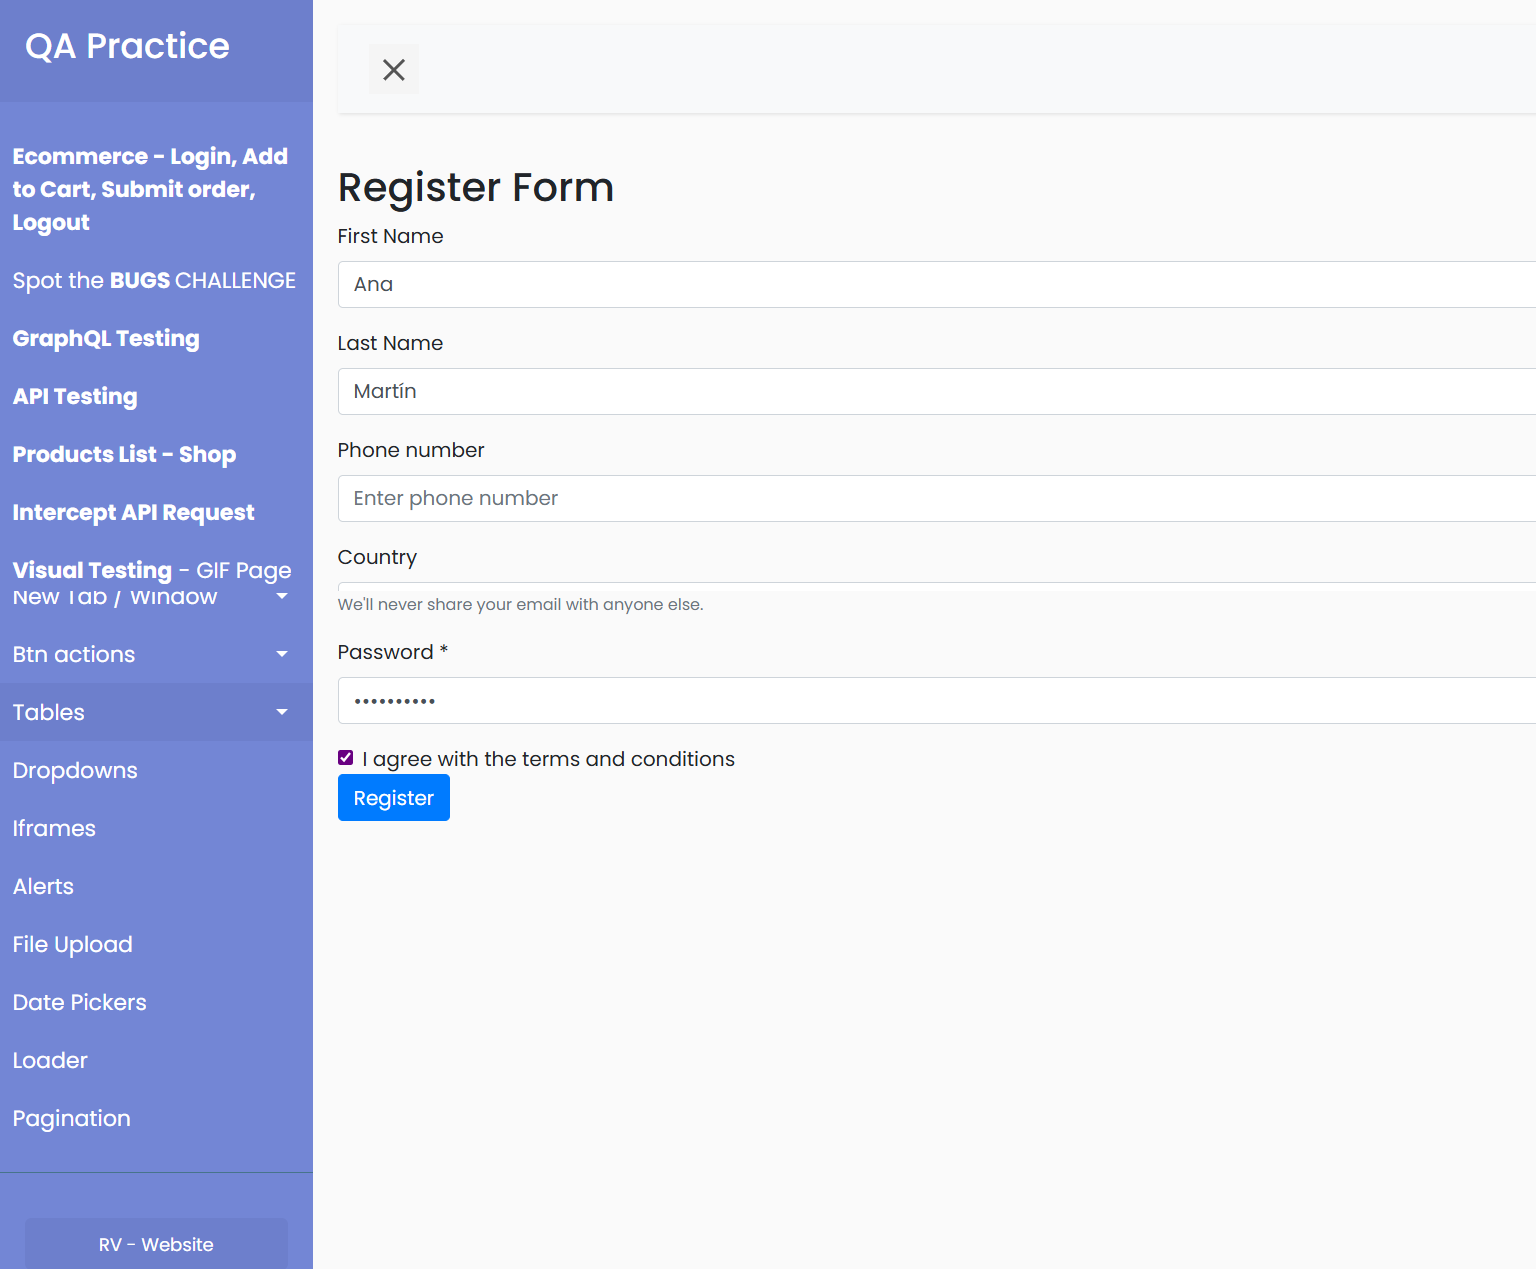 QA Practice
Ecommerce - Login, Add
to Cart, Submit order,
Logout
Spot the BUGS CHALLENGE
GraphQL Testing
API Testing
Products List - Shop
Intercept API Request
Visual Testing - GIF Page
New Tab / Window
Btn actions
Tables
Dropdowns
Iframes
Alerts
File Upload
Date Pickers
Loader
Pagination
RV - Website
Register Form
First Name
Ana
Last Name
Martín
Phone number
Enter phone number
Country
We'll never share your email with anyone else.
Password *
••••••••••
I agree with the terms and conditions
Register